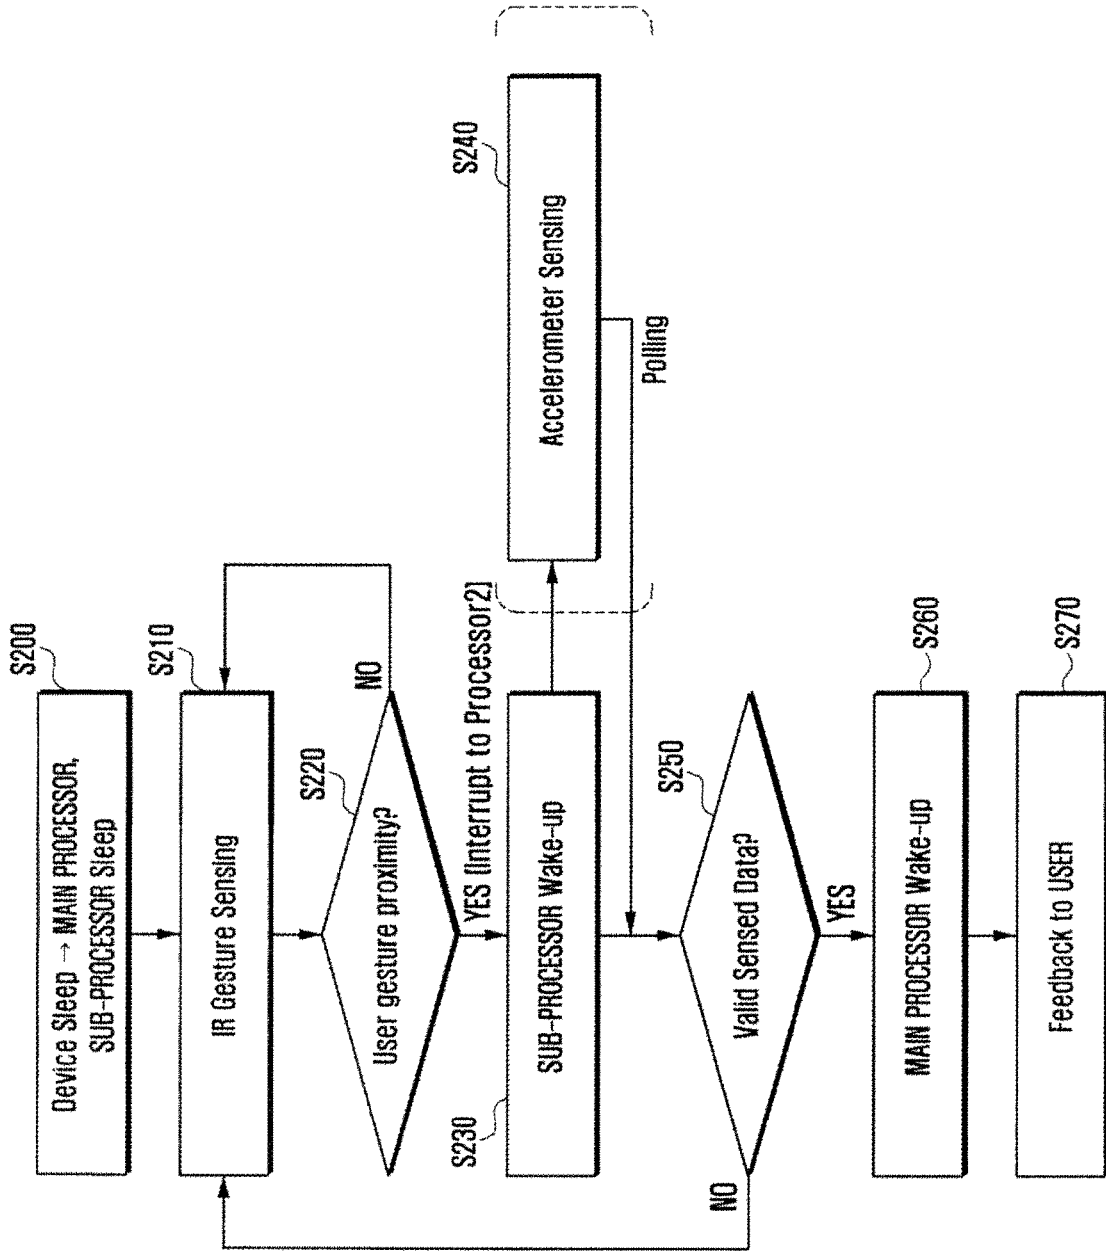 S200
Device Sleep → MAIN PROCESSOR,
SUB-PROCESSOR Sleep
S210
IR Gesture Sensing
S220
User gesture proximity?
NO
YES (Interrupt to Processor2)
S230
SUB-PROCESSOR Wake-up
S240
Accelerometer Sensing
Polling
S250
Valid Sensed Data?
NO
YES
S260
MAIN PROCESSOR Wake-up
S270
Feedback to USER